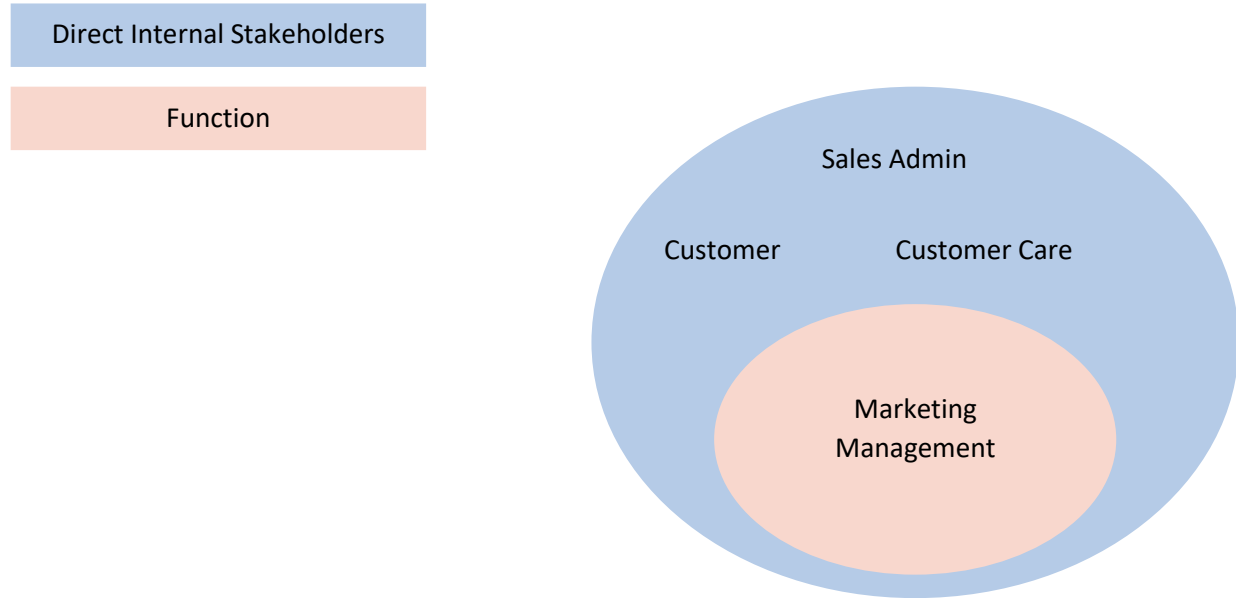 Direct Internal Stakeholders
Function
Sales Admin
Customer
Customer Care
Marketing
Management